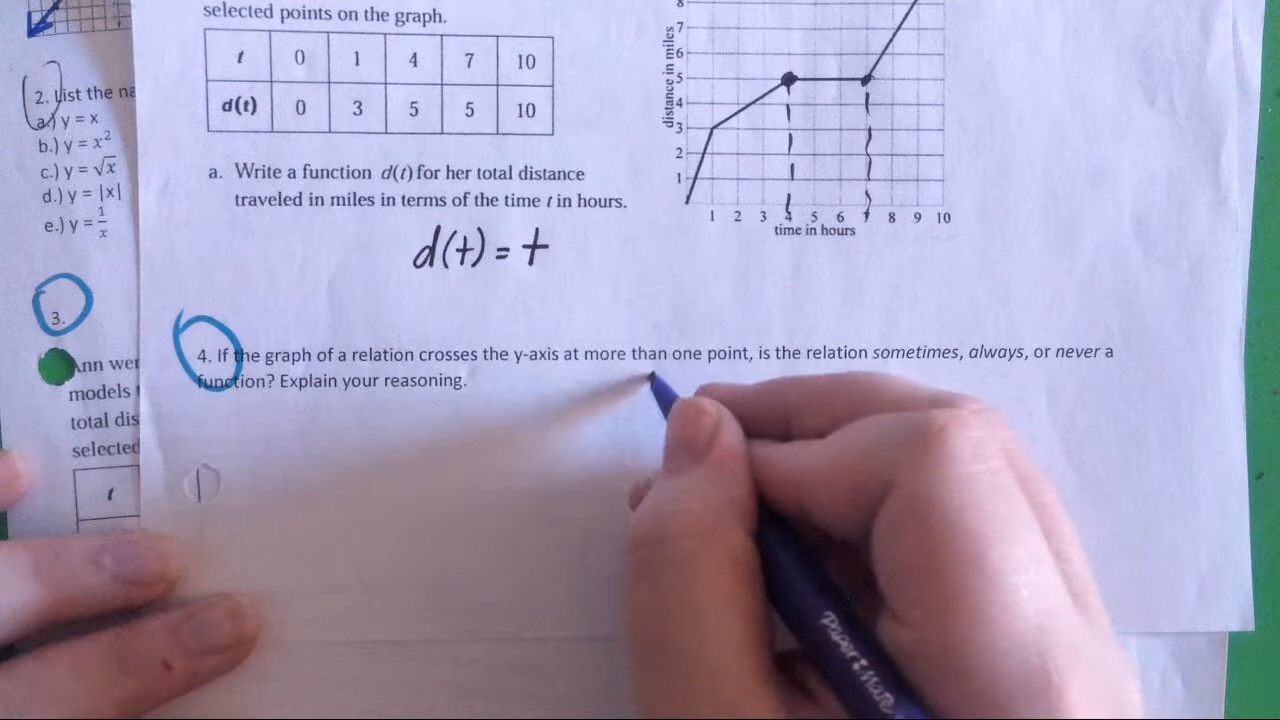 selected points on the graph.
t 0 1 4 7 10
d(t) 0 3 5 5 10
a. Write a function d(t) for her total distance
traveled in miles in terms of the time t in hours.
d(t) = t
distance in miles
8
7
6
5
4
3
2
1
1 2 3 4 5 6 7 8 9 10
time in hours
2. List the na
a.) y = x
b.) y = x²
c.) y = √x
d.) y = |x|
e.) y = 1/x
3.
Ann wer
models
total dis
selected
t
4. If the graph of a relation crosses the y-axis at more than one point, is the relation sometimes, always, or never a
function? Explain your reasoning.
Paper:Mate